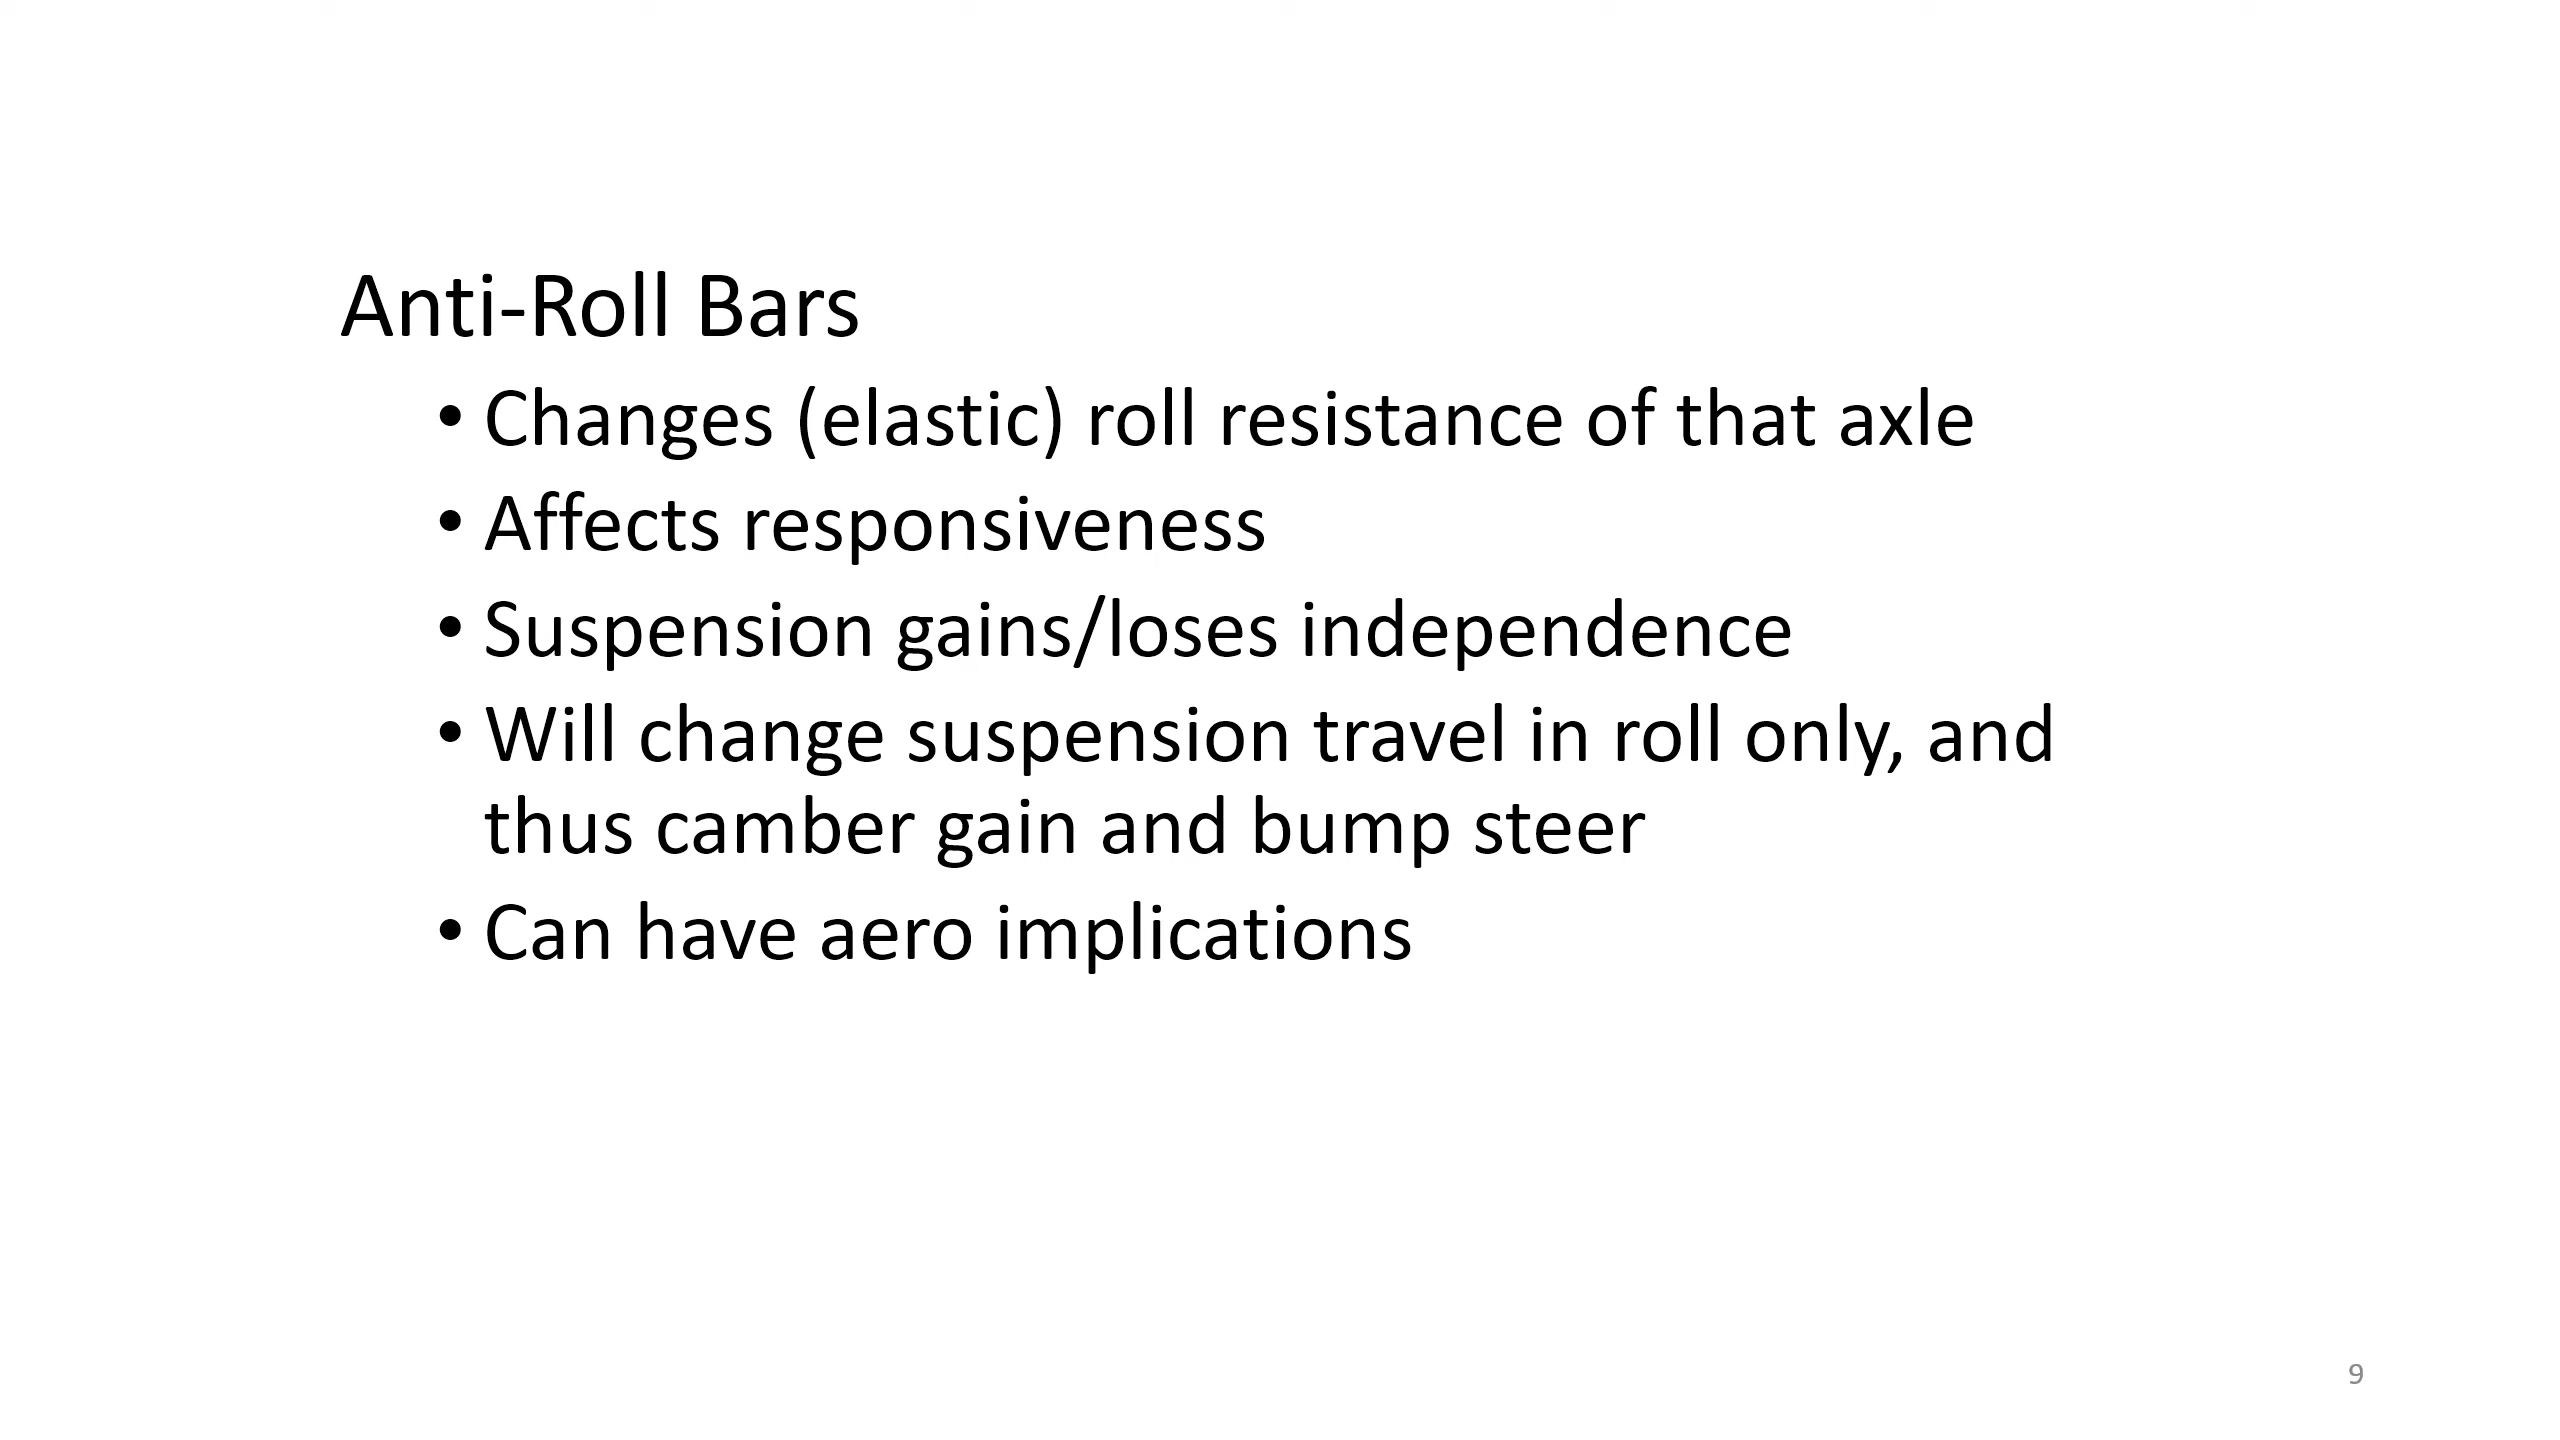 Anti-Roll Bars
• Changes (elastic) roll resistance of that axle
• Affects responsiveness
• Suspension gains/loses independence
• Will change suspension travel in roll only, and
thus camber gain and bump steer
• Can have aero implications
9